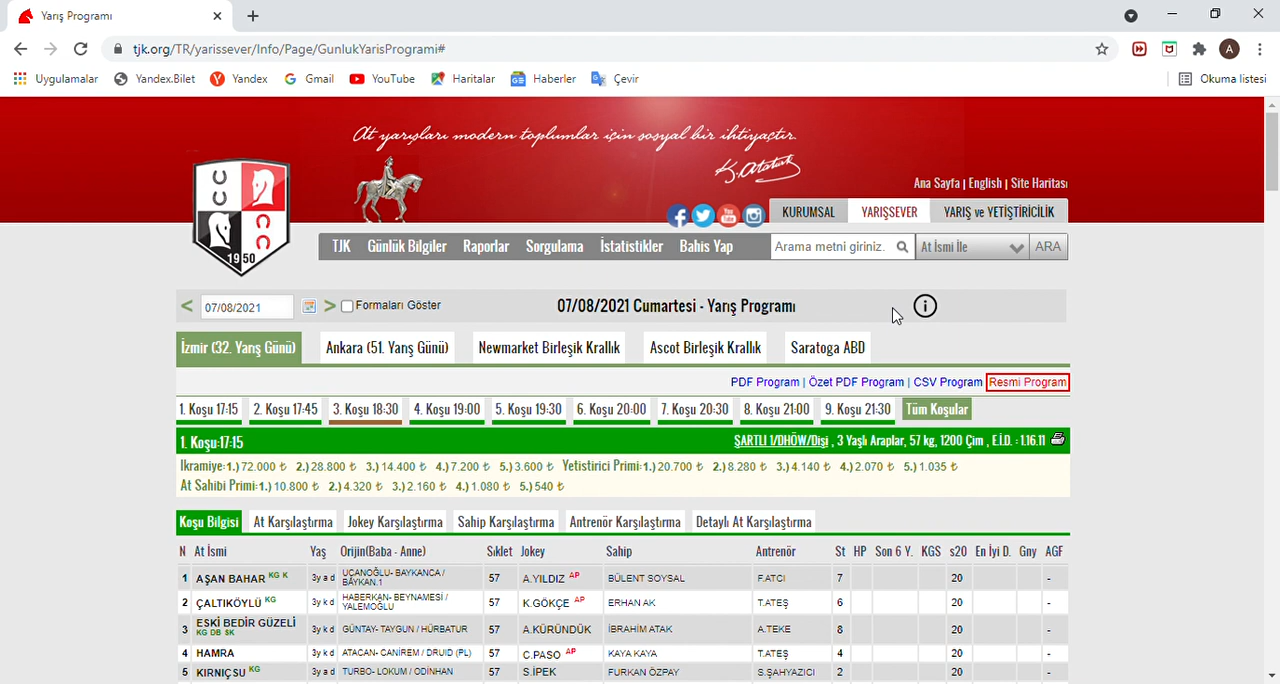 Yarış Programı
tjk.org/TR/yarissever/Info/Page/GunlukYarisProgrami#
A
Uygulamalar Yandex.Bilet Yandex Gmail YouTube Haritalar Haberler Çevir Okuma listesi
At yarışları modern toplumlar için sosyal bir ihtiyaçtır.
K. Atatürk
Ana Sayfa | English | Site Haritası
1950
KURUMSAL YARIŞSEVER YARIŞ ve YETİŞTİRİCİLİK
TJK Günlük Bilgiler Raporlar Sorgulama İstatistikler Bahis Yap Arama metni giriniz. At İsmi İle ARA
< 07/08/2021 > Formaları Göster 07/08/2021 Cumartesi - Yarış Programı
İzmir (32. Yarış Günü) Ankara (51. Yarış Günü) Newmarket Birleşik Krallık Ascot Birleşik Krallık Saratoga ABD
PDF Program | Özet PDF Program | CSV Program Resmi Program
1. Koşu 17:15 2. Koşu 17:45 3. Koşu 18:30 4. Koşu 19:00 5. Koşu 19:30 6. Koşu 20:00 7. Koşu 20:30 8. Koşu 21:00 9. Koşu 21:30 Tüm Koşular
1. Koşu:17:15 ŞARTLI 1/DHÖW/Dişi , 3 Yaşlı Araplar, 57 kg, 1200 Çim , E.İ.D. : 1.16.11
Ikramiye:1.) 72.000 ₺ 2.) 28.800 ₺ 3.) 14.400 ₺ 4.) 7.200 ₺ 5.) 3.600 ₺ Yetistirici Primi:1.) 20.700 ₺ 2.) 8.280 ₺ 3.) 4.140 ₺ 4.) 2.070 ₺ 5.) 1.035 ₺
At Sahibi Primi:1.) 10.800 ₺ 2.) 4.320 ₺ 3.) 2.160 ₺ 4.) 1.080 ₺ 5.) 540 ₺
Koşu Bilgisi At Karşılaştırma Jokey Karşılaştırma Sahip Karşılaştırma Antrenör Karşılaştırma Detaylı At Karşılaştırma
N At İsmi Yaş Orijin(Baba - Anne) Sıklet Jokey Sahip Antrenör St HP Son 6 Y. KGS s20 En İyi D. Gny AGF
1 AŞAN BAHAR KG K 3y a d UÇANOĞLU- BAYKANCA / BAYKAN.1 57 A.YILDIZ AP BÜLENT SOYSAL F.ATCI 7 20 -
2 ÇALTIKÖYLÜ KG 3y k d HABERKAN- BEYNAMESİ / YALEMOĞLU 57 K.GÖKÇE AP ERHAN AK T.ATEŞ 6 20 -
3 ESKİ BEDİR GÜZELİ KG DB SK 3y k d GÜNTAY- TAYGUN / HÜRBATUR 57 A.KÜRÜNDÜK İBRAHİM ATAK A.TEKE 8 20 -
4 HAMRA 3y k d ATACAN- CANİREM / DRUID (PL) 57 C.PASO AP KAYA KAYA T.ATEŞ 4 20 -
5 KIRNIÇSU KG 3y a d TURBO- LOKUM / ODİNHAN 57 S.İPEK FURKAN ÖZPAY S.ŞAHYAZICI 2 20 -